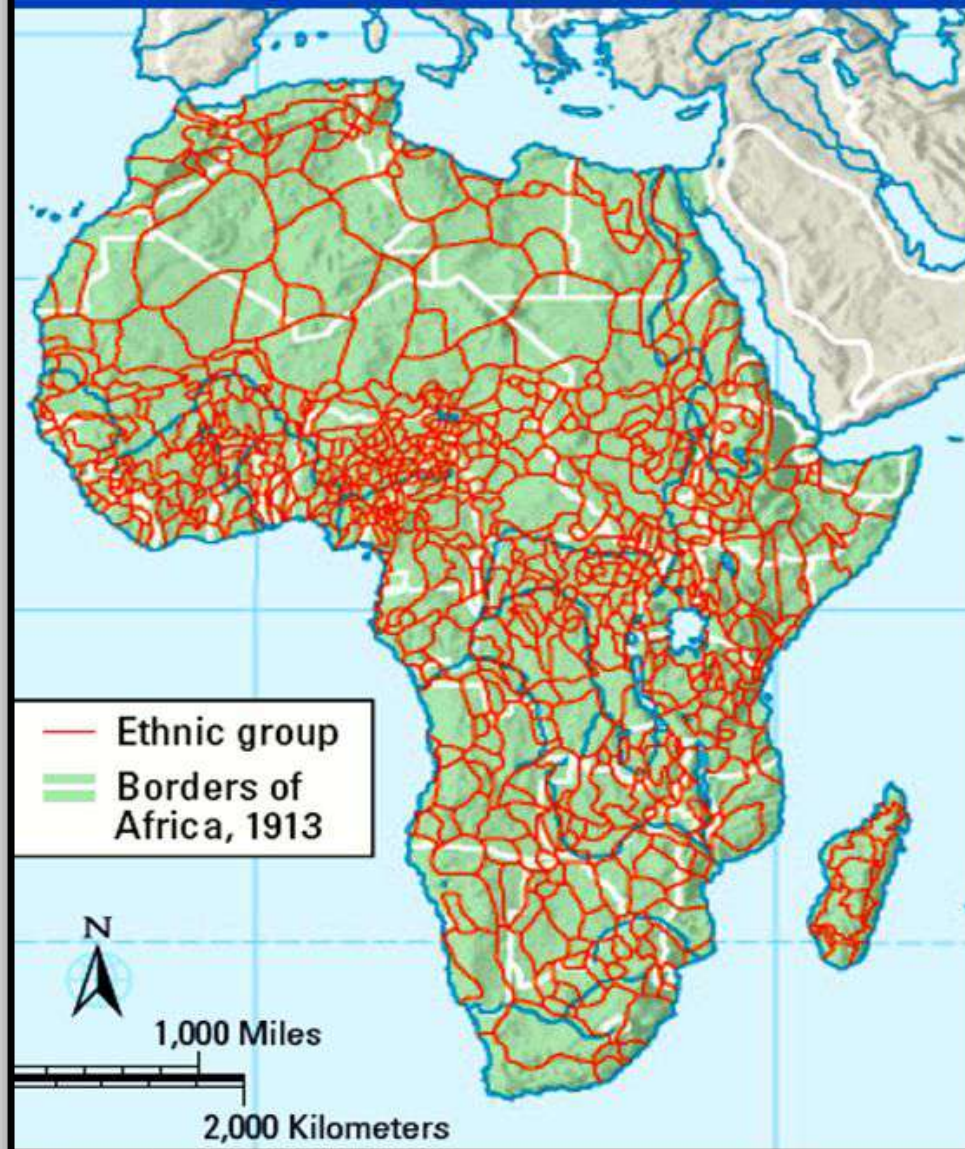 Ethnic group
Borders of
Africa, 1913
N
1,000 Miles
2,000 Kilometers